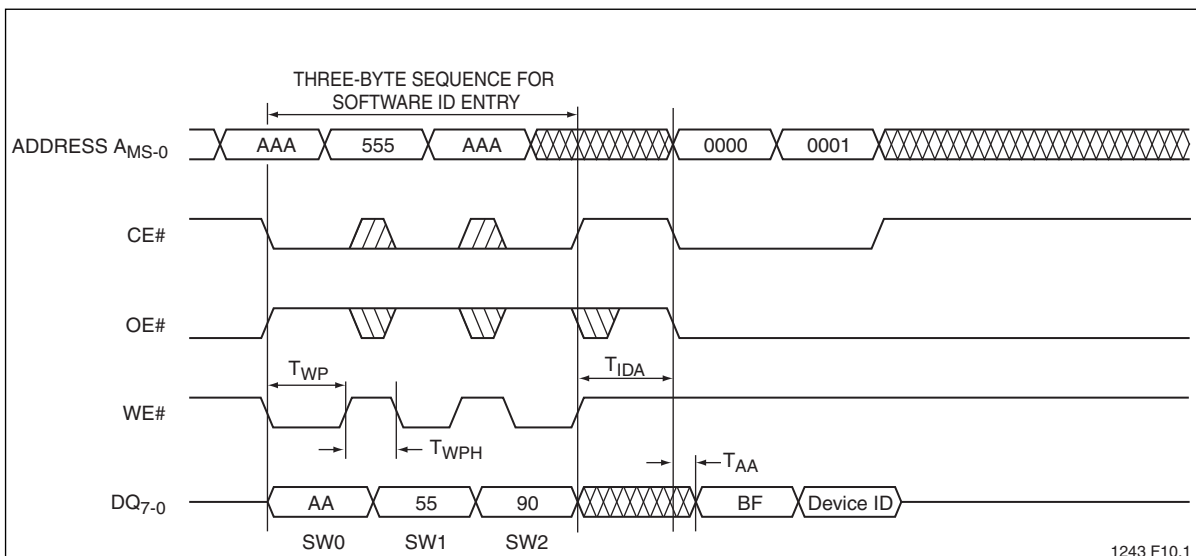 THREE-BYTE SEQUENCE FOR
SOFTWARE ID ENTRY
ADDRESS AMS-0
AAA
555
AAA
0000
0001
CE#
OE#
TWP
TIDA
WE#
TWPH
TAA
DQ7-0
AA
55
90
BF
Device ID
SW0
SW1
SW2
1243 F10.1